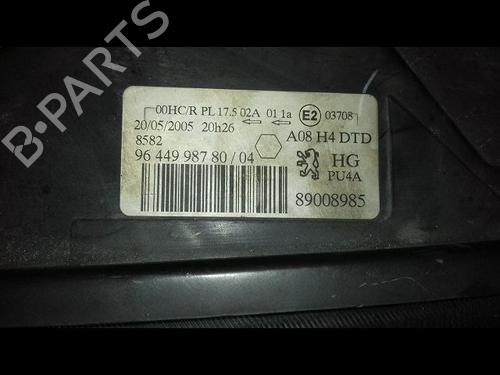 00HC/R PL 17.5 02A 01 1a E2 03708
20/05/2005 20h26 A08 H4 DTD
8582 HG
96 449 987 80 / 04 PU4A
89008985
B-PARTS